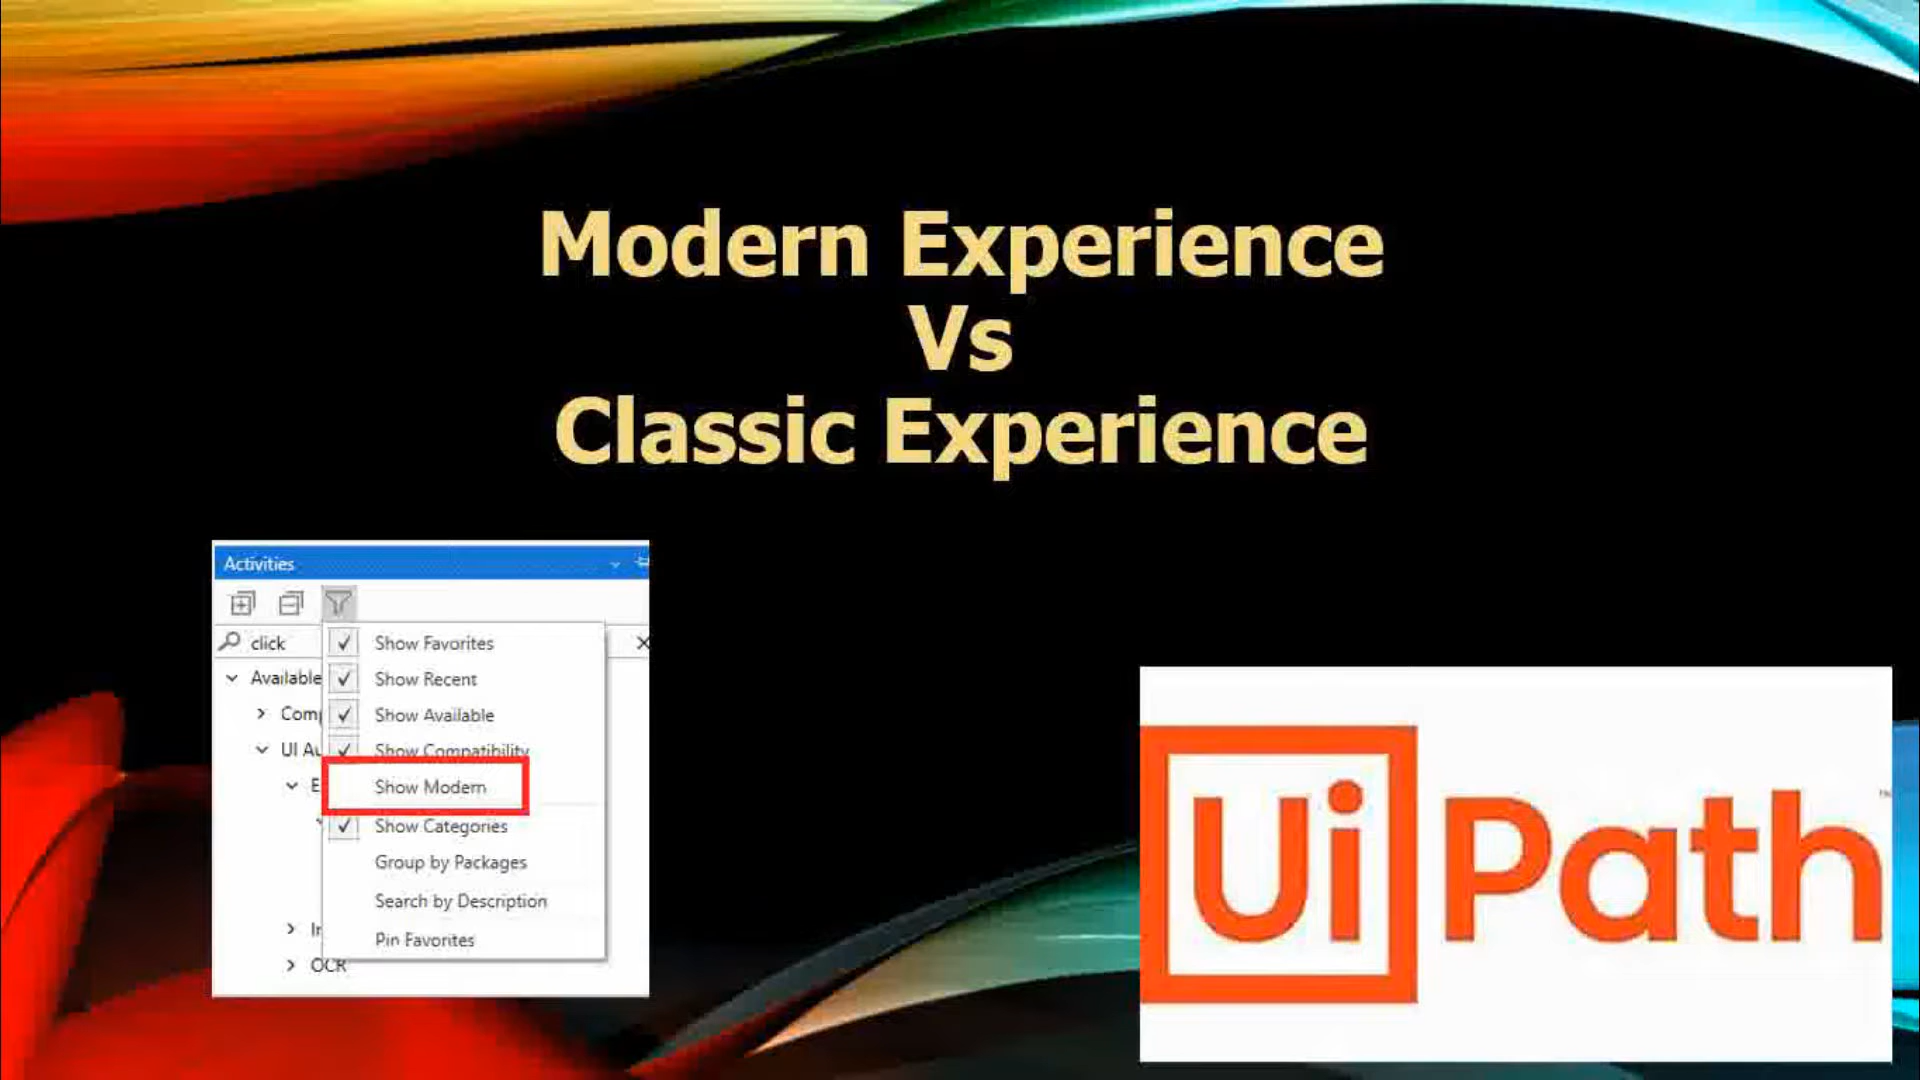 Modern Experience
Vs
Classic Experience
Activities
click
Show Favorites
Available
Show Recent
Show Available
Show Compatibility
Show Modern
Show Categories
Group by Packages
Search by Description
Pin Favorites
OCR
UiPath